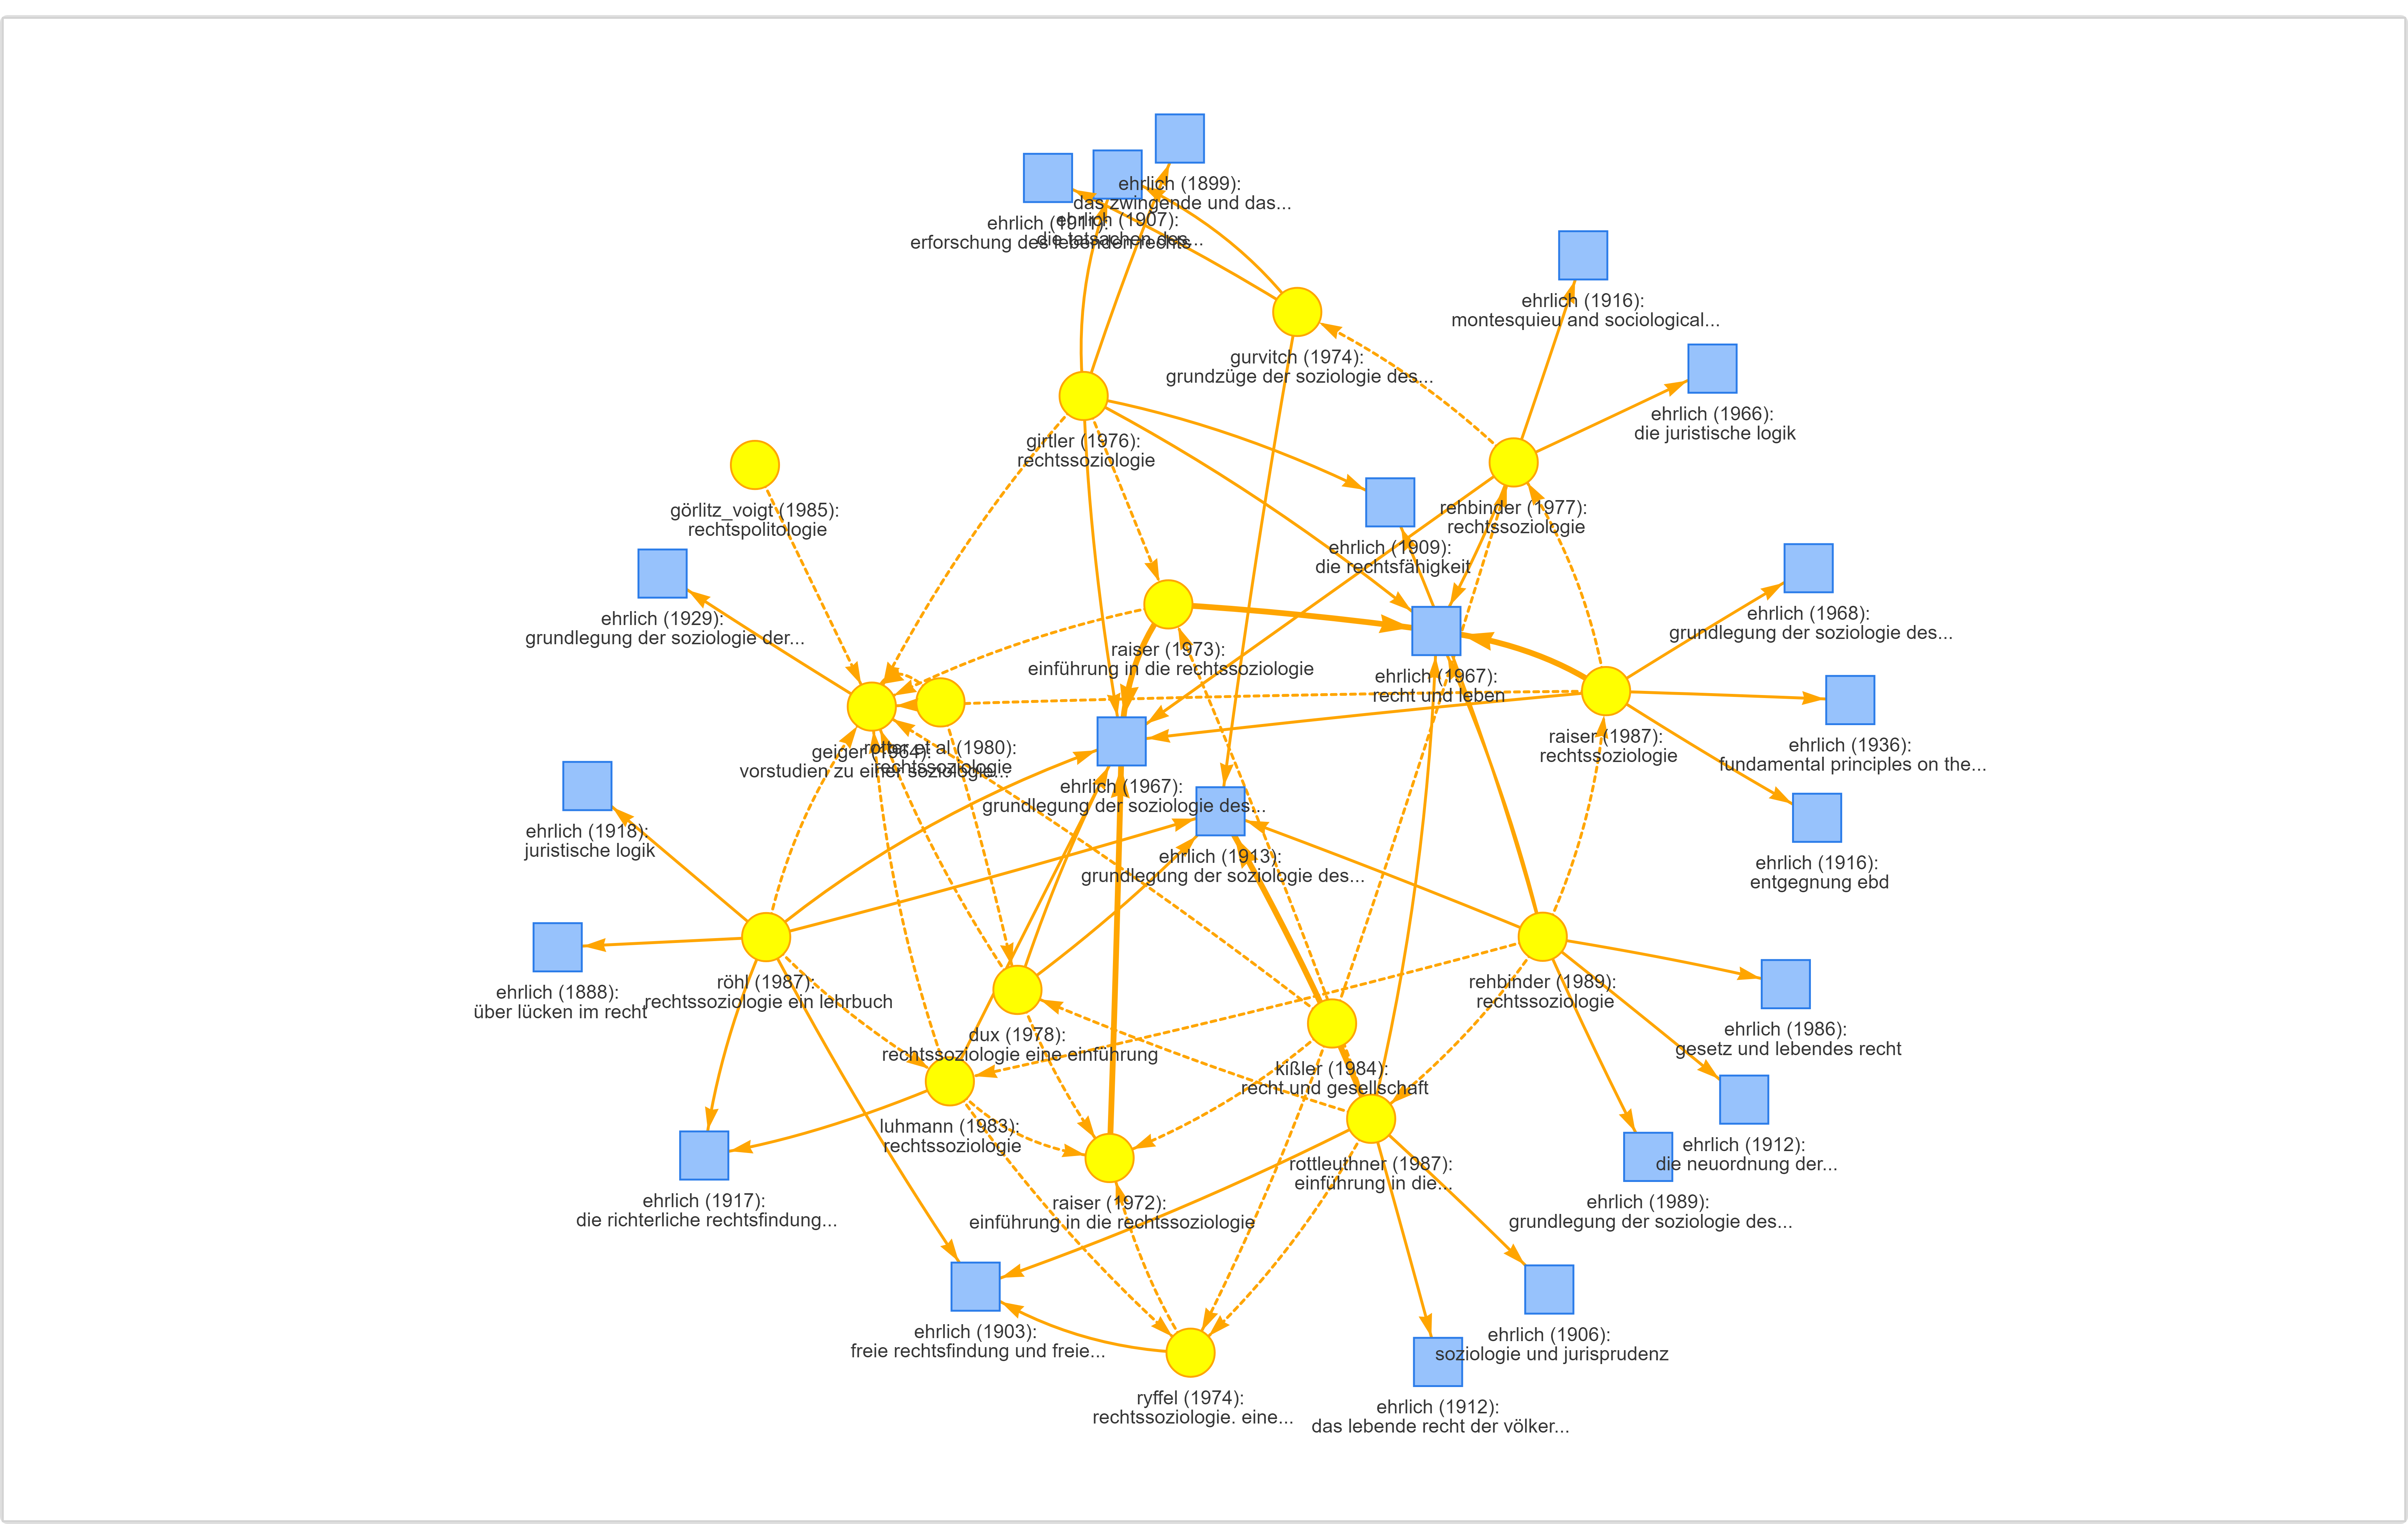 ehrlich (1899):
das zwingende und das...
ehrlich (1911):
erforschung des lebenden rechts
ehrlich (1907):
die tatsachen des...
ehrlich (1916):
montesquieu and sociological...
gurvitch (1974):
grundzüge der soziologie des...
ehrlich (1966):
die juristische logik
girtler (1976):
rechtssoziologie
görlitz_voigt (1985):
rechtspolitologie
rehbinder (1977):
rechtssoziologie
ehrlich (1909):
die rechtsfähigkeit
ehrlich (1929):
grundlegung der soziologie der...
ehrlich (1968):
grundlegung der soziologie des...
raiser (1973):
einführung in die rechtssoziologie
ehrlich (1967):
recht und leben
raiser (1987):
rechtssoziologie
geiger (1964):
vorstudien zu einer soziologie...
rotter et al (1980):
rechtssoziologie
ehrlich (1936):
fundamental principles on the...
ehrlich (1967):
grundlegung der soziologie des...
ehrlich (1918):
juristische logik
ehrlich (1913):
grundlegung der soziologie des...
ehrlich (1916):
entgegnung ebd
röhl (1987):
rechtssoziologie ein lehrbuch
ehrlich (1888):
über lücken im recht
rehbinder (1989):
rechtssoziologie
dux (1978):
rechtssoziologie eine einführung
ehrlich (1986):
gesetz und lebendes recht
kißler (1984):
recht und gesellschaft
luhmann (1983):
rechtssoziologie
ehrlich (1912):
die neuordnung der...
rottleuthner (1987):
einführung in die...
ehrlich (1917):
die richterliche rechtsfindung...
raiser (1972):
einführung in die rechtssoziologie
ehrlich (1989):
grundlegung der soziologie des...
ehrlich (1903):
freie rechtsfindung und freie...
ehrlich (1906):
soziologie und jurisprudenz
ryffel (1974):
rechtssoziologie. eine...
ehrlich (1912):
das lebende recht der völker...